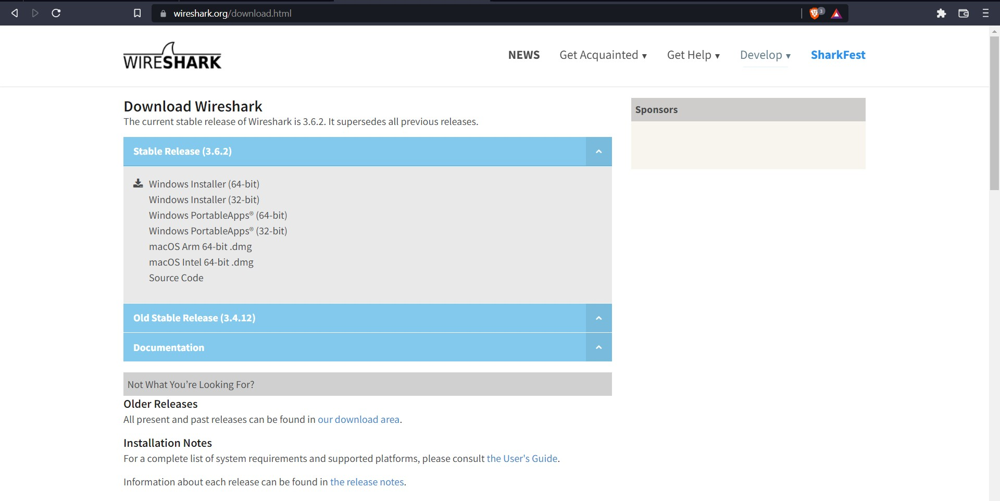 wireshark.org/download.html
3
WIRESHARK
NEWS Get Acquainted ▼ Get Help ▼ Develop ▼ SharkFest
Download Wireshark
The current stable release of Wireshark is 3.6.2. It supersedes all previous releases.
Stable Release (3.6.2)
Windows Installer (64-bit)
Windows Installer (32-bit)
Windows PortableApps® (64-bit)
Windows PortableApps® (32-bit)
macOS Arm 64-bit .dmg
macOS Intel 64-bit .dmg
Source Code
Old Stable Release (3.4.12)
Documentation
Not What You’re Looking For?
Older Releases
All present and past releases can be found in our download area.
Installation Notes
For a complete list of system requirements and supported platforms, please consult the User's Guide.
Information about each release can be found in the release notes.
Sponsors